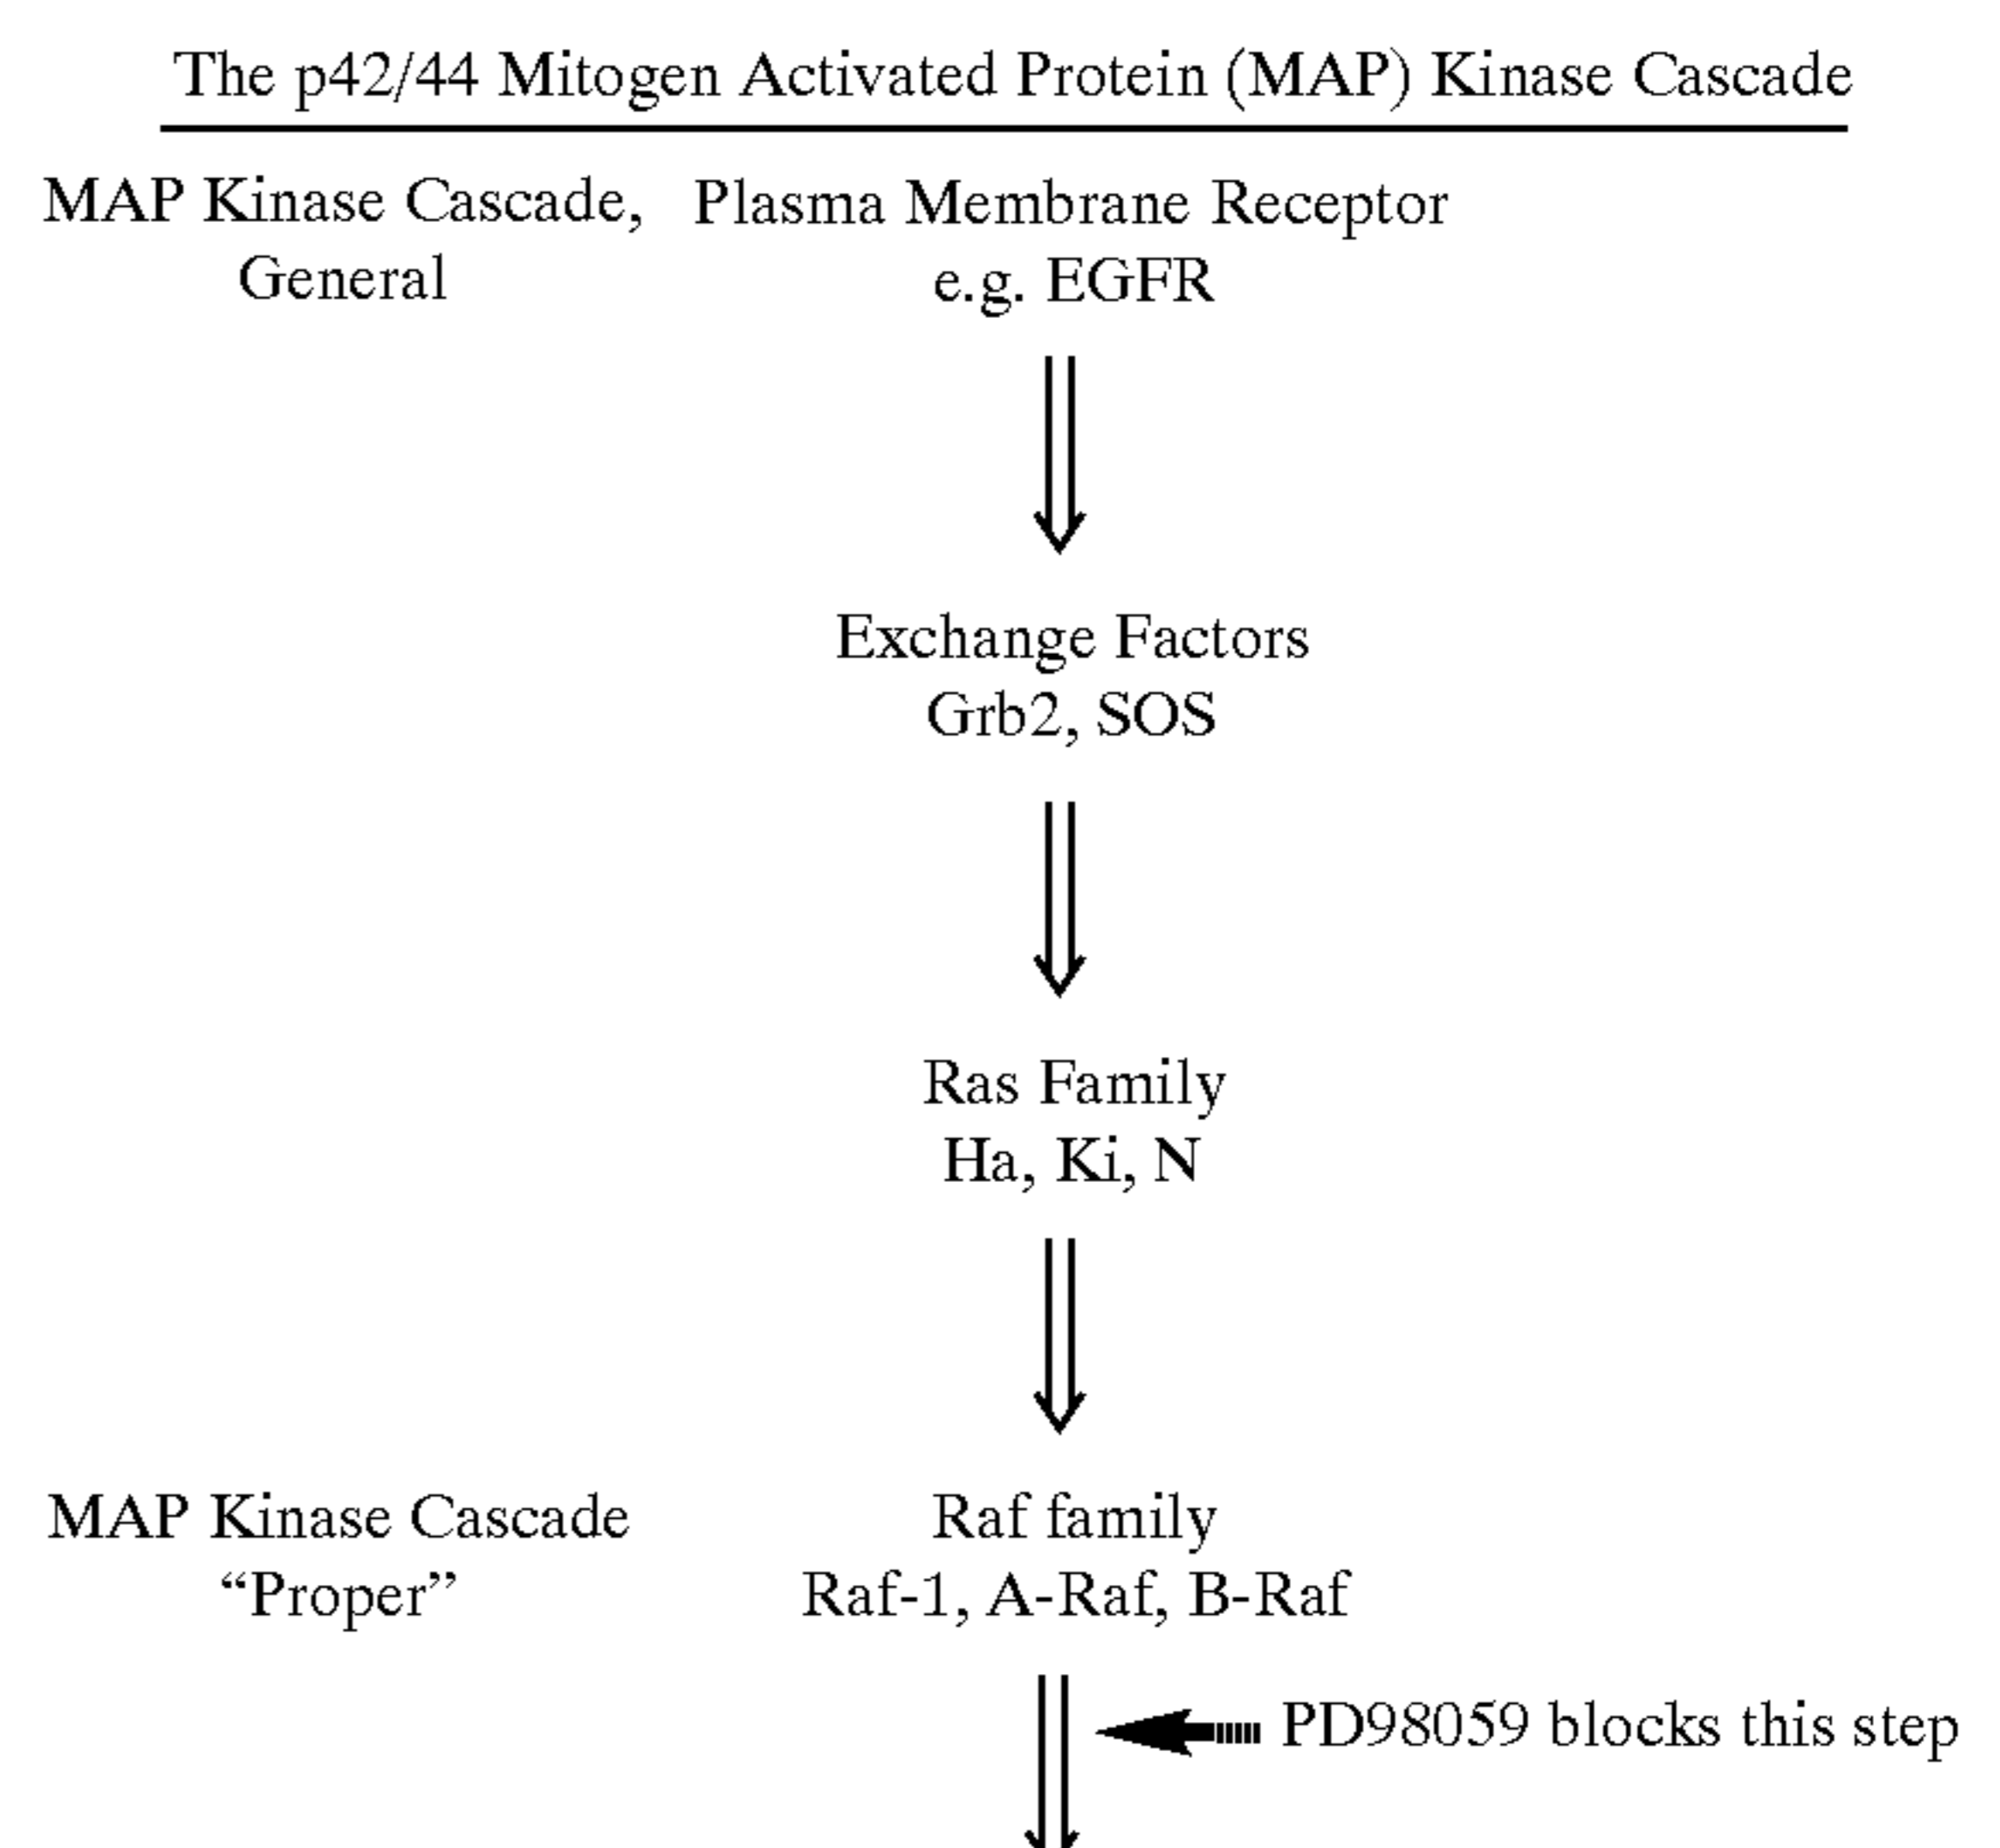 The p42/44 Mitogen Activated Protein (MAP) Kinase Cascade
MAP Kinase Cascade,
General
Plasma Membrane Receptor
e.g. EGFR
Exchange Factors
Grb2, SOS
Ras Family
Ha, Ki, N
MAP Kinase Cascade
“Proper”
Raf family
Raf-1, A-Raf, B-Raf
PD98059 blocks this step